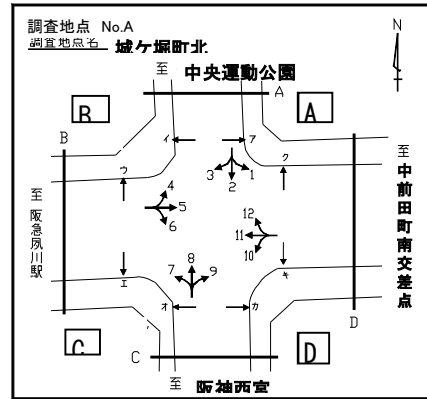 調査地点 No.A
調査地点名 城ケ堀町北
N
至
中央運動公園
A
B
A
B
イ
ア
ク
ウ
3
2
1
4
5
6
12
11
10
7
8
9
エ
キ
オ
カ
至 阪急夙川駅
至 中前田町南交差点
C
D
D
C
至
阪神西宮